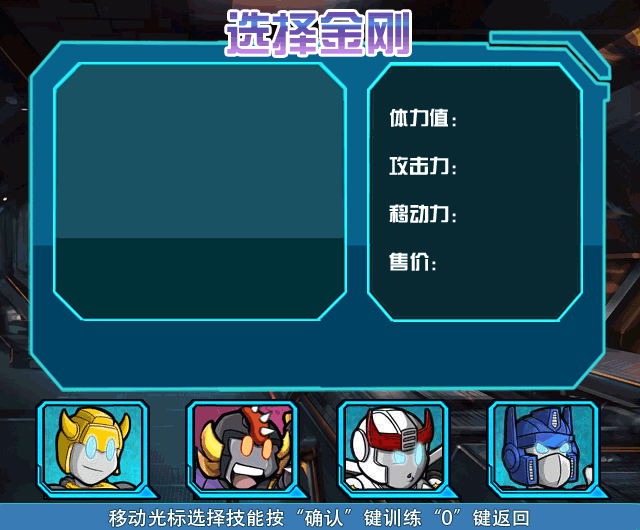 选择金刚
体力值：
攻击力：
移动力：
售价：
移动光标选择技能按“确认”键训练“0”键返回